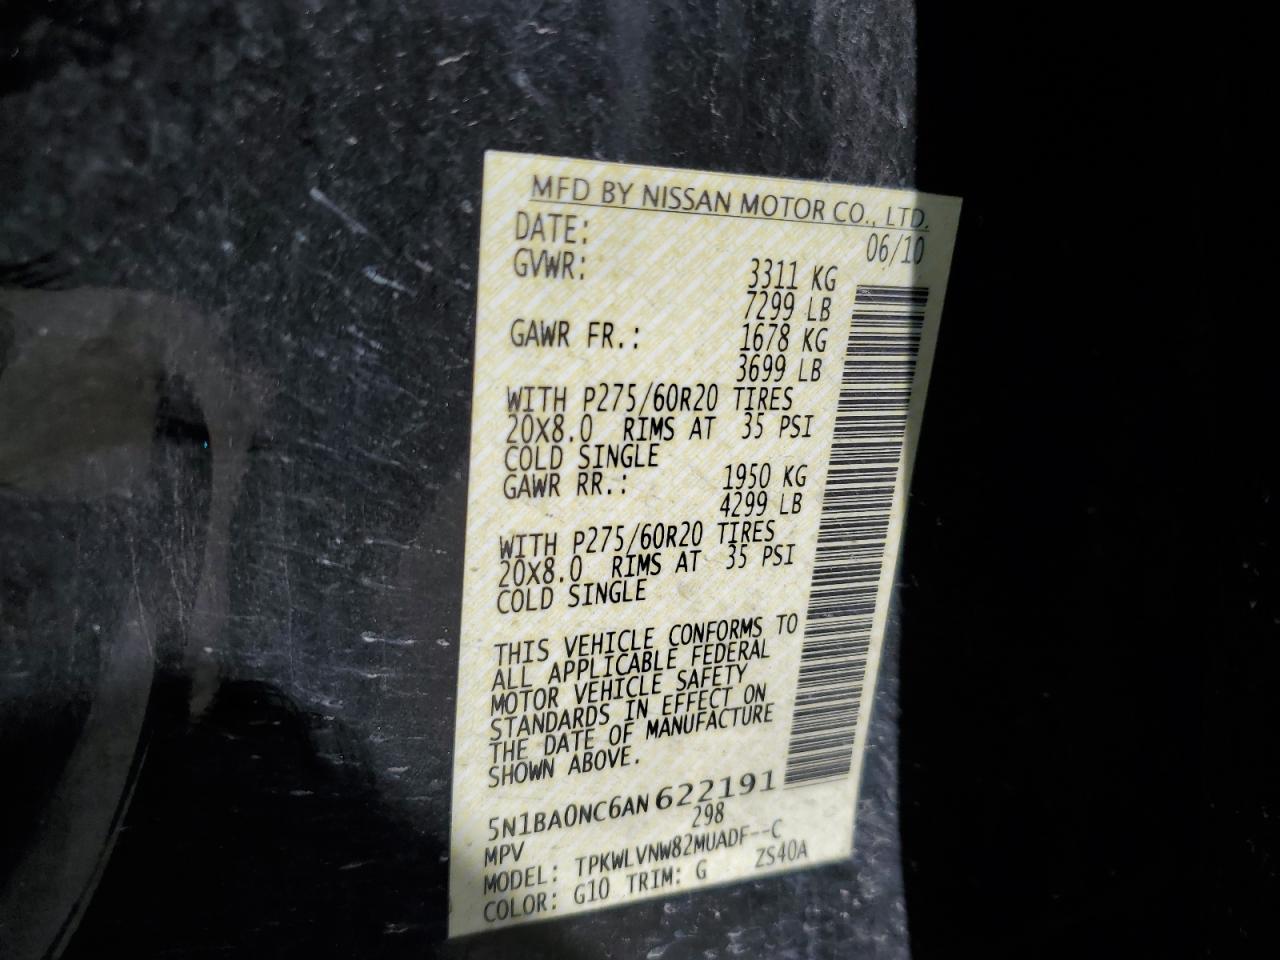 MFD BY NISSAN MOTOR CO., LTD.
DATE: 06/10
GVWR: 3311 KG
7299 LB
GAWR FR.: 1678 KG
3699 LB
WITH P275/60R20 TIRES
20X8.0 RIMS AT 35 PSI
COLD SINGLE
GAWR RR.: 1950 KG
4299 LB
WITH P275/60R20 TIRES
20X8.0 RIMS AT 35 PSI
COLD SINGLE
THIS VEHICLE CONFORMS TO
ALL APPLICABLE FEDERAL
MOTOR VEHICLE SAFETY
STANDARDS IN EFFECT ON
THE DATE OF MANUFACTURE
SHOWN ABOVE.
5N1BA0NC6AN622191
MPV 298
MODEL: TPKWLVNW82MUADF--C
COLOR: G10 TRIM: G ZS40A